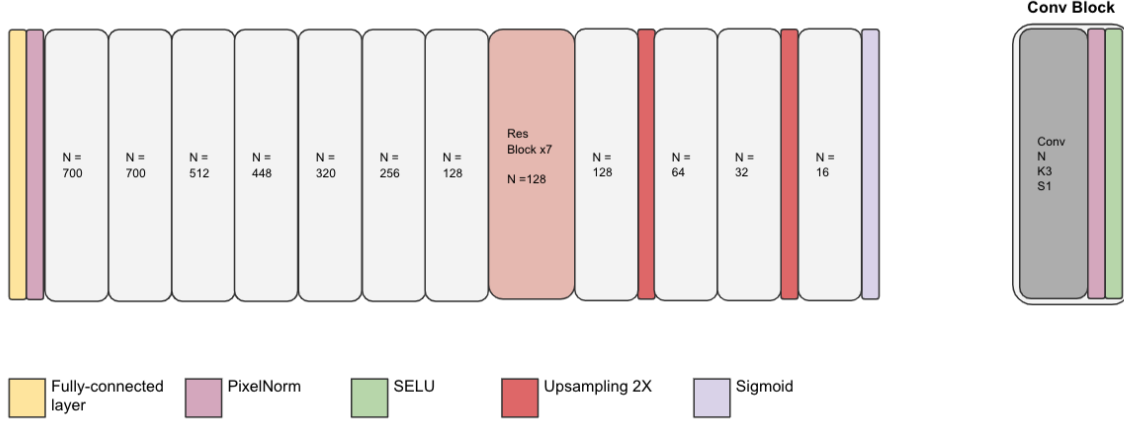 Conv Block
N =
700
N =
700
N =
512
N =
448
N =
320
N =
256
N =
128
Res
Block x7
N =128
N =
128
N =
64
N =
32
N =
16
Conv
N
K3
S1
Fully-connected
layer
PixelNorm
SELU
Upsampling 2X
Sigmoid